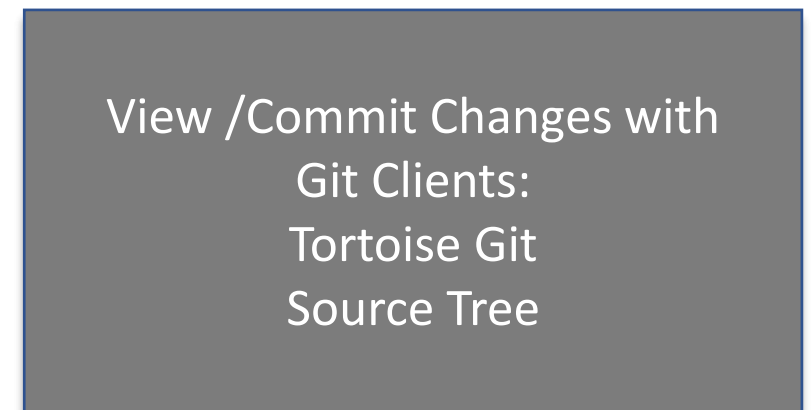 View /Commit Changes with
Git Clients:
Tortoise Git
Source Tree